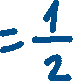 = 1/2